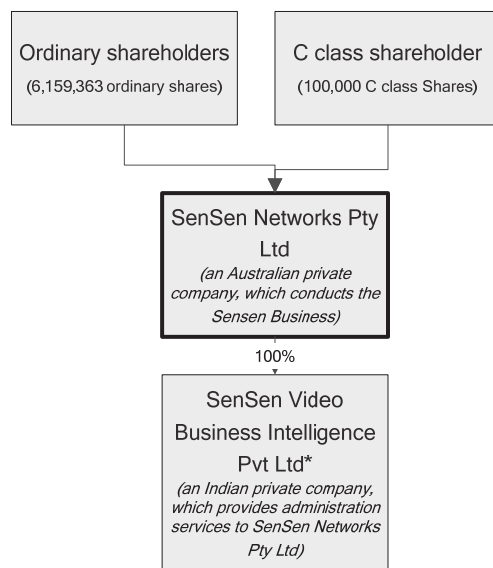 Ordinary shareholders
(6,159,363 ordinary shares)
C class shareholder
(100,000 C class Shares)
SenSen Networks Pty
Ltd
(an Australian private
company, which conducts the
Sensen Business)
100%
SenSen Video
Business Intelligence
Pvt Ltd*
(an Indian private company,
which provides administration
services to SenSen Networks
Pty Ltd)